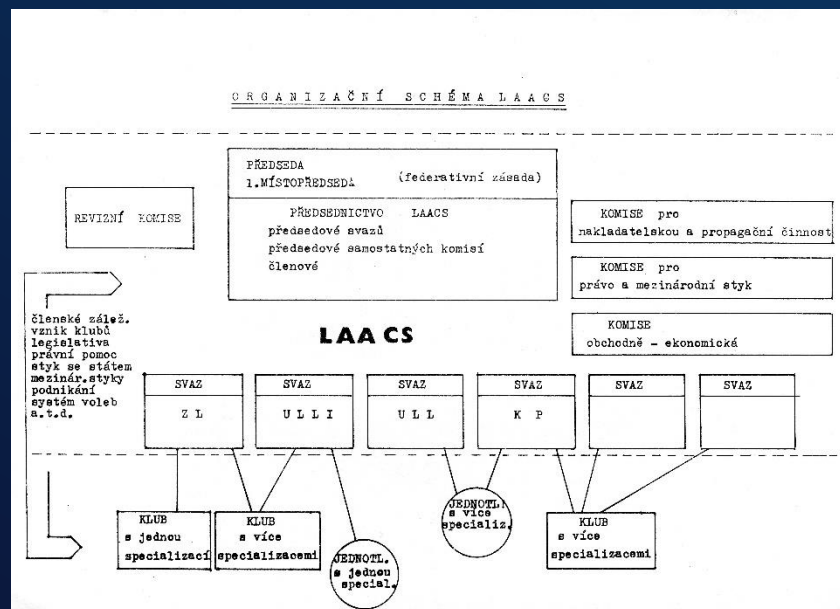 ORGANIZAČNÍ SCHÉMA LAACS
PŘEDSEDA
1.MÍSTOPŘEDSEDA (federativní zásada)
PŘEDSEDNICTVO LAACS
předsedové svazů
předsedové samostatných komisí
členové
REVIZNÍ KOMISE
KOMISE pro
nakladatelskou a propagační činnost
KOMISE pro
právo a mezinárodní styk
KOMISE
obchodně - ekonomická
členské zálež.
vznik klubů
legislativa
právní pomoc
styk se státem
mezinár.styky
podnikání
systém voleb
a.t.d.
LAACS
SVAZ
Z L
SVAZ
U L L I
SVAZ
U L L
SVAZ
K P
SVAZ
SVAZ
KLUB
s jednou
specializací
KLUB
s více
specializacemi
JEDNOTL.
s jednou
special.
JEDNOTLI
s více
specializ.
KLUB
s více
specializacemi